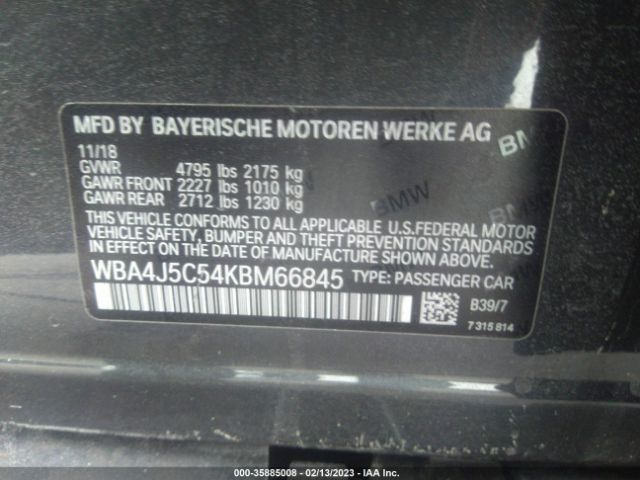 MFD BY BAYERISCHE MOTOREN WERKE AG
11/18
GVWR 4795 lbs 2175 kg
GAWR FRONT 2227 lbs 1010 kg
GAWR REAR 2712 lbs 1230 kg
THIS VEHICLE CONFORMS TO ALL APPLICABLE U.S.FEDERAL MOTOR
VEHICLE SAFETY, BUMPER AND THEFT PREVENTION STANDARDS
IN EFFECT ON THE DATE OF MANUFACTURE SHOWN ABOVE.
WBA4J5C54KBM66845 TYPE: PASSENGER CAR
B39/7
7 315 814
BMW
BMW
BMW
000-35885008 - 02/13/2023 - IAA Inc.